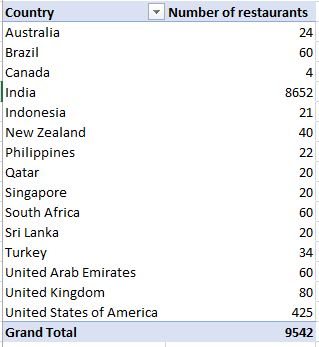 Country Number of restaurants
Australia 24
Brazil 60
Canada 4
India 8652
Indonesia 21
New Zealand 40
Philippines 22
Qatar 20
Singapore 20
South Africa 60
Sri Lanka 20
Turkey 34
United Arab Emirates 60
United Kingdom 80
United States of America 425
Grand Total 9542